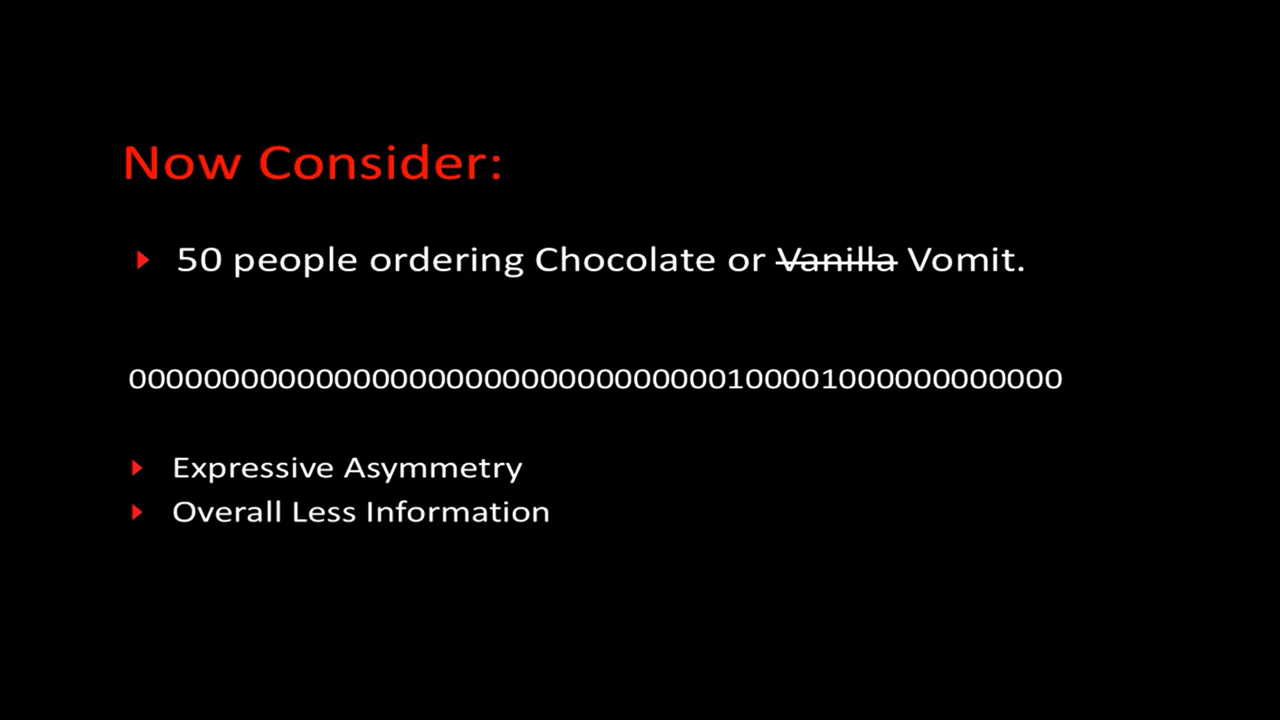 Now Consider:
50 people ordering Chocolate or Vanilla Vomit.
00000000000000000000000000000000100001000000000000
Expressive Asymmetry
Overall Less Information